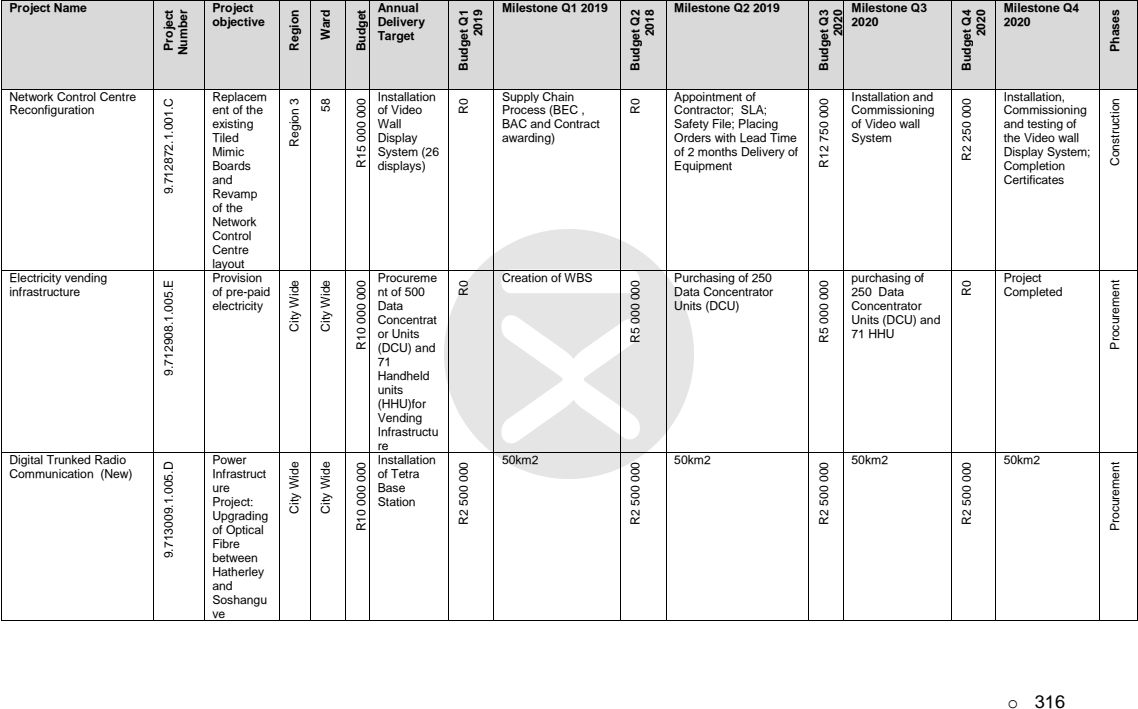 Project Name
Project
Number
Project
objective
Region
Ward
Budget
Annual
Delivery
Target
Budget Q1
2019
Milestone Q1 2019
Budget Q2
2018
Milestone Q2 2019
Budget Q3
2020
Milestone Q3
2020
Budget Q4
2020
Milestone Q4
2020
Phases
Network Control Centre
Reconfiguration
9.712872.1.001.C
Replacem
ent of the
existing
Tiled
Mimic
Boards
and
Revamp
of the
Network
Control
Centre
layout
Region 3
58
R15 000 000
Installation
of Video
Wall
Display
System (26
displays)
R0
Supply Chain
Process (BEC ,
BAC and Contract
awarding)
R0
Appointment of
Contractor; SLA;
Safety File; Placing
Orders with Lead Time
of 2 months Delivery of
Equipment
R12 750 000
Installation and
Commissioning
of Video wall
System
R2 250 000
Installation,
Commissioning
and testing of
the Video wall
Display System;
Completion
Certificates
Construction
Electricity vending
infrastructure
9.712908.1.005.E
Provision
of pre-paid
electricity
City Wide
City Wide
R10 000 000
Procureme
nt of 500
Data
Concentrat
or Units
(DCU) and
71
Handheld
units
(HHU)for
Vending
Infrastructu
re
R0
Creation of WBS
R5 000 000
Purchasing of 250
Data Concentrator
Units (DCU)
R5 000 000
purchasing of
250 Data
Concentrator
Units (DCU) and
71 HHU
R0
Project
Completed
Procurement
Digital Trunked Radio
Communication (New)
9.713009.1.005.D
Power
Infrastruct
ure
Project:
Upgrading
of Optical
Fibre
between
Hatherley
and
Soshangu
ve
City Wide
City Wide
R10 000 000
Installation
of Tetra
Base
Station
R2 500 000
50km2
R2 500 000
50km2
R2 500 000
50km2
R2 500 000
50km2
Procurement
○ 316